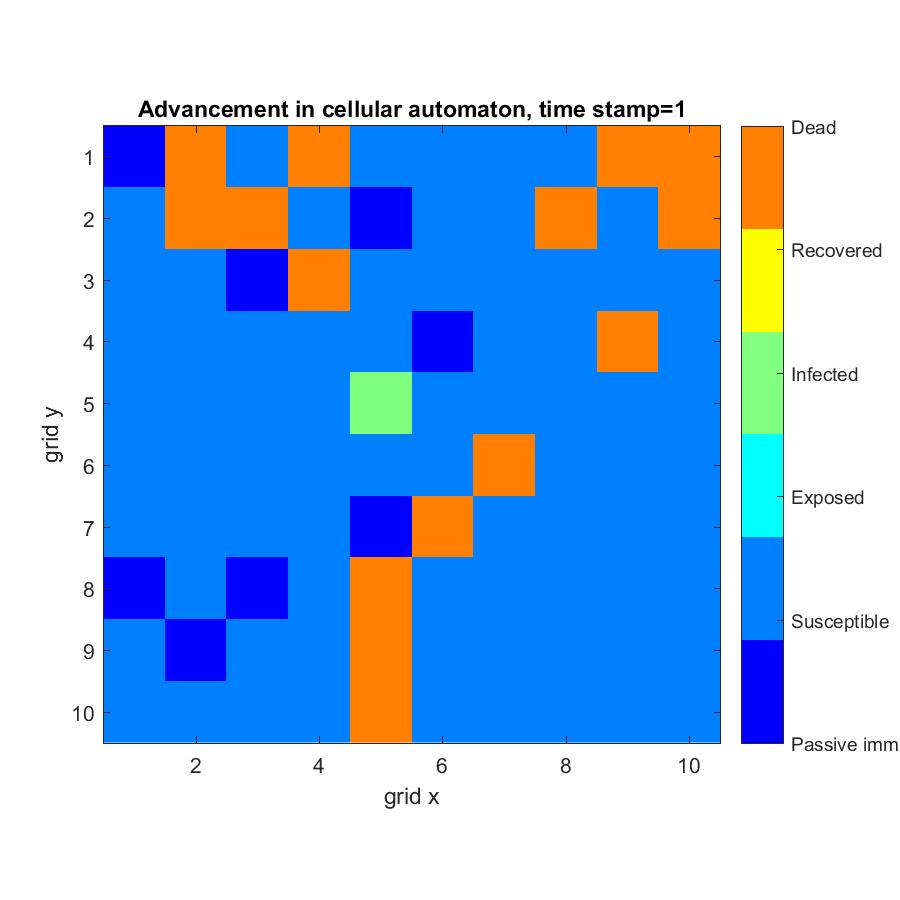 Advancement in cellular automaton, time stamp=1
grid y
1
2
3
4
5
6
7
8
9
10
2
4
6
8
10
grid x
Dead
Recovered
Infected
Exposed
Susceptible
Passive imm